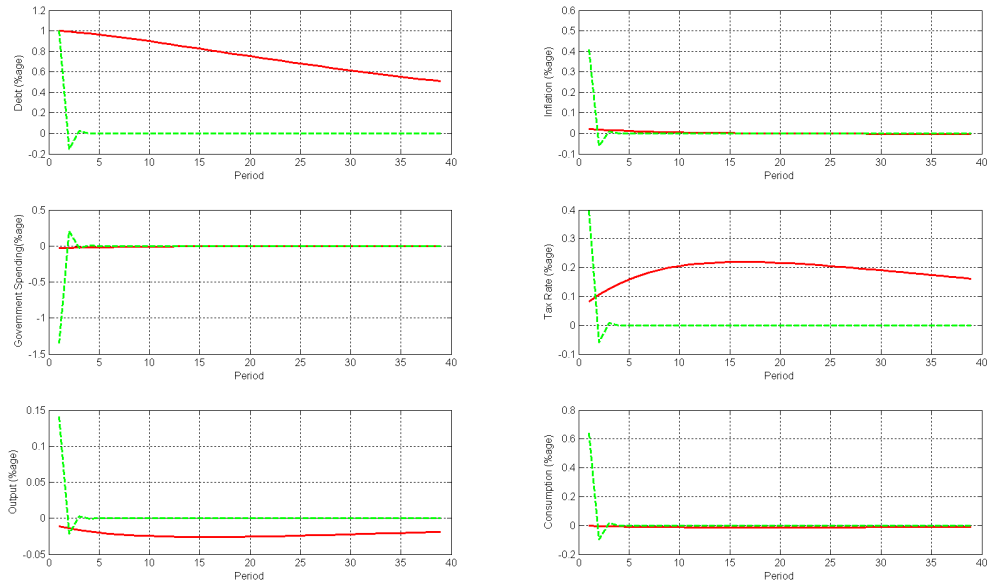 1.2
1
0.8
0.6
0.4
0.2
0
-0.2
Debt (%age)
0 5 10 15 20 25 30 35 40
Period
0.6
0.5
0.4
0.3
0.2
0.1
0
-0.1
Inflation (%age)
0 5 10 15 20 25 30 35 40
Period
0.5
0
-0.5
-1
-1.5
Government Spending(%age)
0 5 10 15 20 25 30 35 40
Period
0.4
0.3
0.2
0.1
0
-0.1
Tax Rate (%age)
0 5 10 15 20 25 30 35 40
Period
0.15
0.1
0.05
0
-0.05
Output (%age)
0 5 10 15 20 25 30 35 40
Period
0.8
0.6
0.4
0.2
0
-0.2
Consumption (%age)
0 5 10 15 20 25 30 35 40
Period